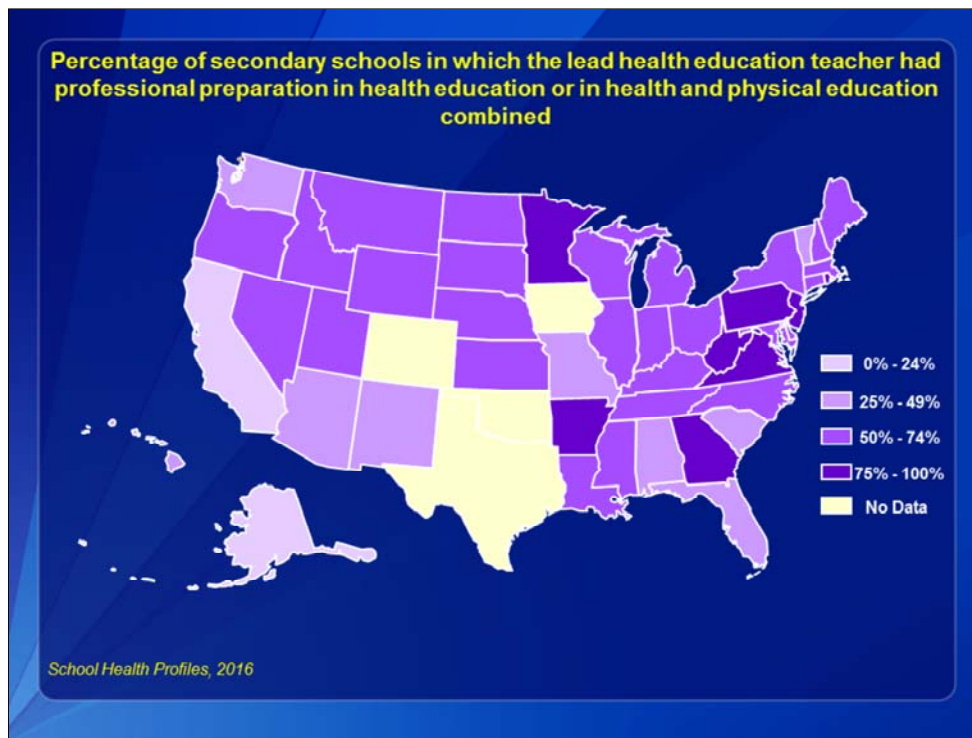 Percentage of secondary schools in which the lead health education teacher had
professional preparation in health education or in health and physical education
combined
0% - 24%
25% - 49%
50% - 74%
75% - 100%
No Data
School Health Profiles, 2016